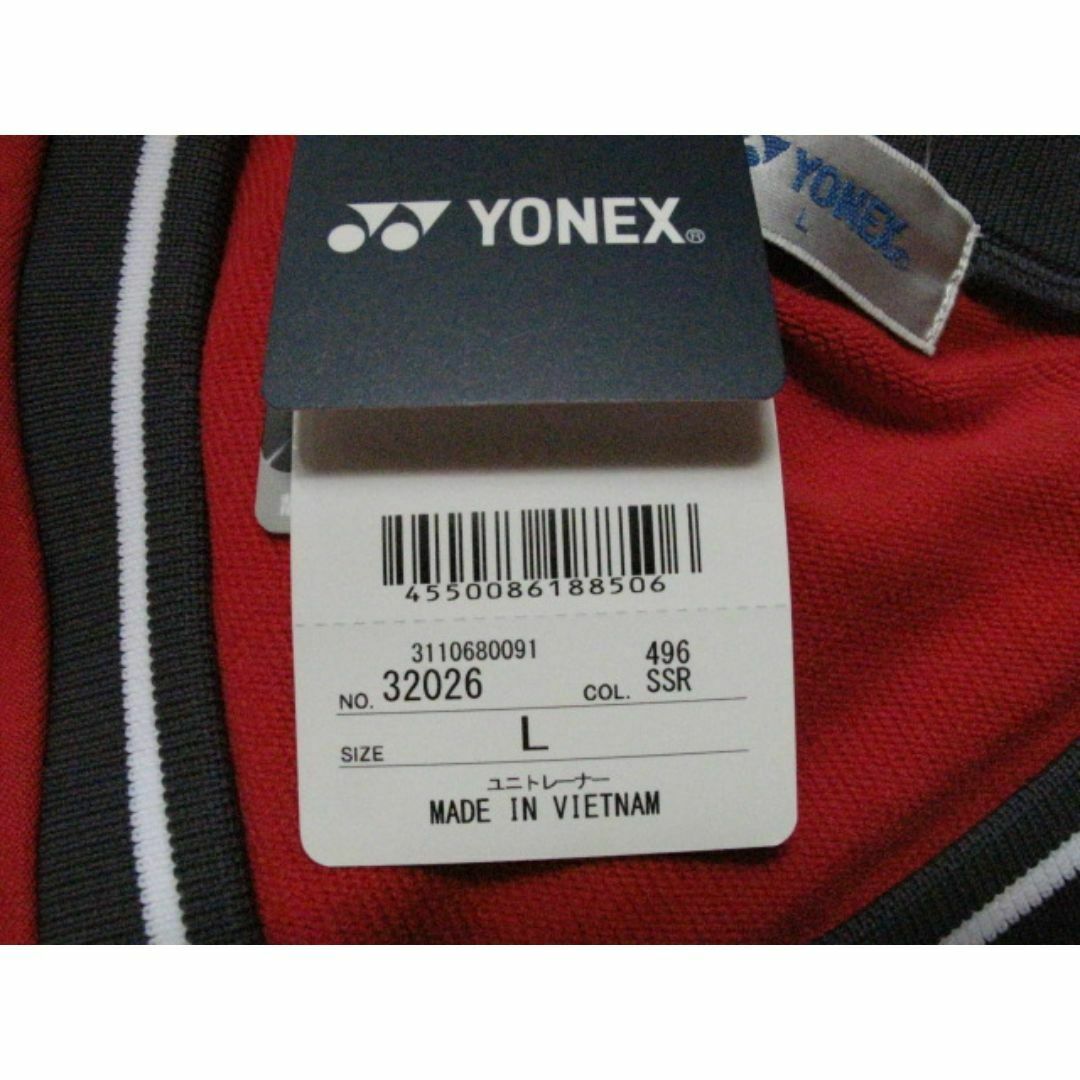 YONEX®
YONEX®
L
4550086188506
3110680091 496
NO. 32026 COL. SSR
SIZE L
ユニトレーナー
MADE IN VIETNAM